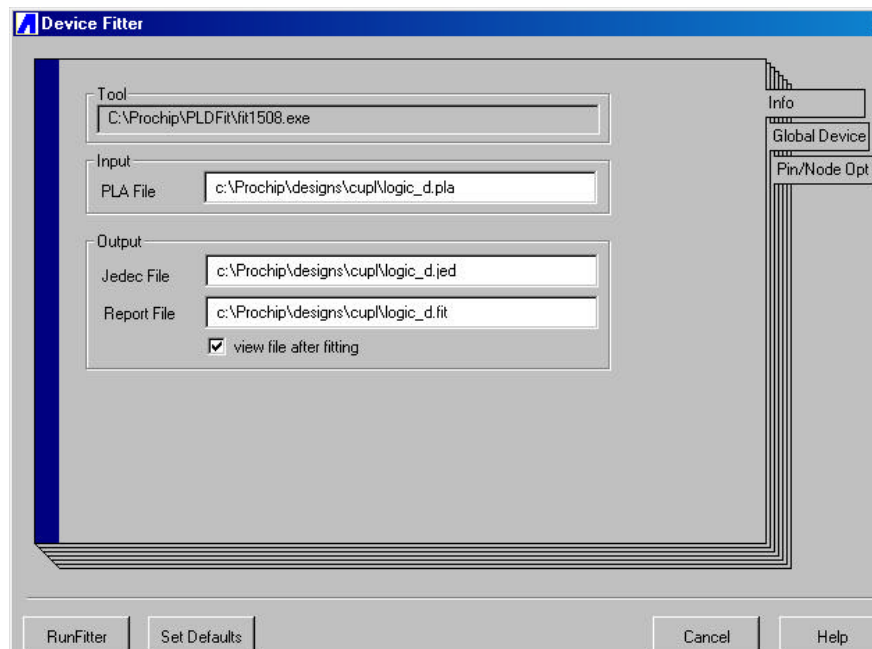 Device Fitter
Tool
C:\Prochip\PLDFit\fit1508.exe
Input
PLA File
c:\Prochip\designs\cupl\logic_d.pla
Output
Jedec File
c:\Prochip\designs\cupl\logic_d.jed
Report File
c:\Prochip\designs\cupl\logic_d.fit
view file after fitting
Info
Global Device
Pin/Node Opt
RunFitter
Set Defaults
Cancel
Help